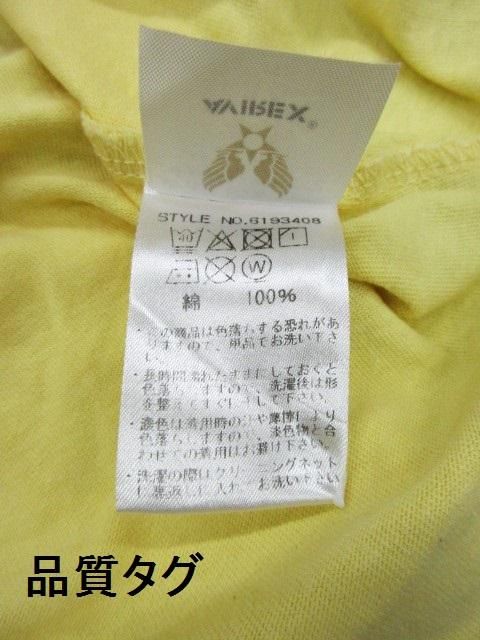 AVIREX®
STYLE NO.6193408
綿 100%
・この商品は色落ちする恐れがあ
りますので、単品でお洗い下さ
い。
・長時間濡れたままにしておくと
色落ちしますので、洗濯後は形
を整えてすぐ干して下さい。
・濃色は着用時の汗や摩擦により
色落ちしますので、淡色物と合
わせての着用はお避け下さい。
・洗濯の際はクリーニングネット
に裏返しに入れ、お洗い下さい
品質タグ